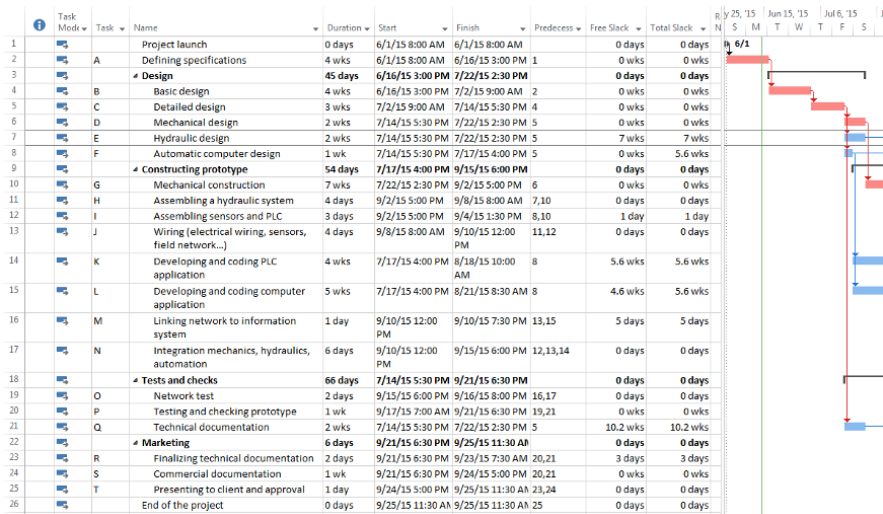 Task Mode Task Name Duration Start Finish Predecess Free Slack Total Slack R N y 25, '15 Jun 15, '15 Jul 6, '15 J
S M T W T F S
1 Project launch 0 days 6/1/15 8:00 AM 6/1/15 8:00 AM 0 days 0 days 6/1
2 A Defining specifications 4 wks 6/1/15 8:00 AM 6/16/15 3:00 PM 1 0 wks 0 wks
3 Design 45 days 6/16/15 3:00 PM 7/22/15 2:30 PM 0 days 0 days
4 B Basic design 4 wks 6/16/15 3:00 PM 7/2/15 9:00 AM 2 0 wks 0 wks
5 C Detailed design 3 wks 7/2/15 9:00 AM 7/14/15 5:30 PM 4 0 wks 0 wks
6 D Mechanical design 2 wks 7/14/15 5:30 PM 7/22/15 2:30 PM 5 0 wks 0 wks
7 E Hydraulic design 2 wks 7/14/15 5:30 PM 7/22/15 2:30 PM 5 7 wks 7 wks
8 F Automatic computer design 1 wk 7/14/15 5:30 PM 7/17/15 4:00 PM 5 0 wks 5.6 wks
9 Constructing prototype 54 days 7/17/15 4:00 PM 9/15/15 6:00 PM 0 days 0 days
10 G Mechanical construction 7 wks 7/22/15 2:30 PM 9/2/15 5:00 PM 6 0 wks 0 wks
11 H Assembling a hydraulic system 4 days 9/2/15 5:00 PM 9/8/15 8:00 AM 7,10 0 days 0 days
12 I Assembling sensors and PLC 3 days 9/2/15 5:00 PM 9/4/15 1:30 PM 8,10 1 day 1 day
13 J Wiring (electrical wiring, sensors, 4 days 9/8/15 8:00 AM 9/10/15 12:00 11,12 0 days 0 days
field network...) PM
14 K Developing and coding PLC 4 wks 7/17/15 4:00 PM 8/18/15 10:00 8 5.6 wks 5.6 wks
application AM
15 L Developing and coding computer 5 wks 7/17/15 4:00 PM 8/21/15 8:30 AM 8 4.6 wks 5.6 wks
application
16 M Linking network to information 1 day 9/10/15 12:00 9/10/15 7:30 PM 13,15 5 days 5 days
system PM
17 N Integration mechanics, hydraulics, 6 days 9/10/15 12:00 9/15/15 6:00 PM 12,13,14 0 days 0 days
automation PM
18 Tests and checks 66 days 7/14/15 5:30 PM 9/21/15 6:30 PM 0 days 0 days
19 O Network test 2 days 9/15/15 6:00 PM 9/16/15 8:00 PM 16,17 0 days 0 days
20 P Testing and checking prototype 1 wk 9/17/15 7:00 AM 9/21/15 6:30 PM 19,21 0 wks 0 wks
21 Q Technical documentation 2 wks 7/14/15 5:30 PM 7/22/15 2:30 PM 5 10.2 wks 10.2 wks
22 Marketing 6 days 9/21/15 6:30 PM 9/25/15 11:30 AM 0 days 0 days
23 R Finalizing technical documentation 2 days 9/21/15 6:30 PM 9/23/15 7:30 AM 20,21 3 days 3 days
24 S Commercial documentation 1 wk 9/21/15 6:30 PM 9/24/15 5:00 PM 20,21 0 wks 0 wks
25 T Presenting to client and approval 1 day 9/24/15 5:00 PM 9/25/15 11:30 AM 23,24 0 days 0 days
26 End of the project 0 days 9/25/15 11:30 AM 9/25/15 11:30 AM 25 0 days 0 days